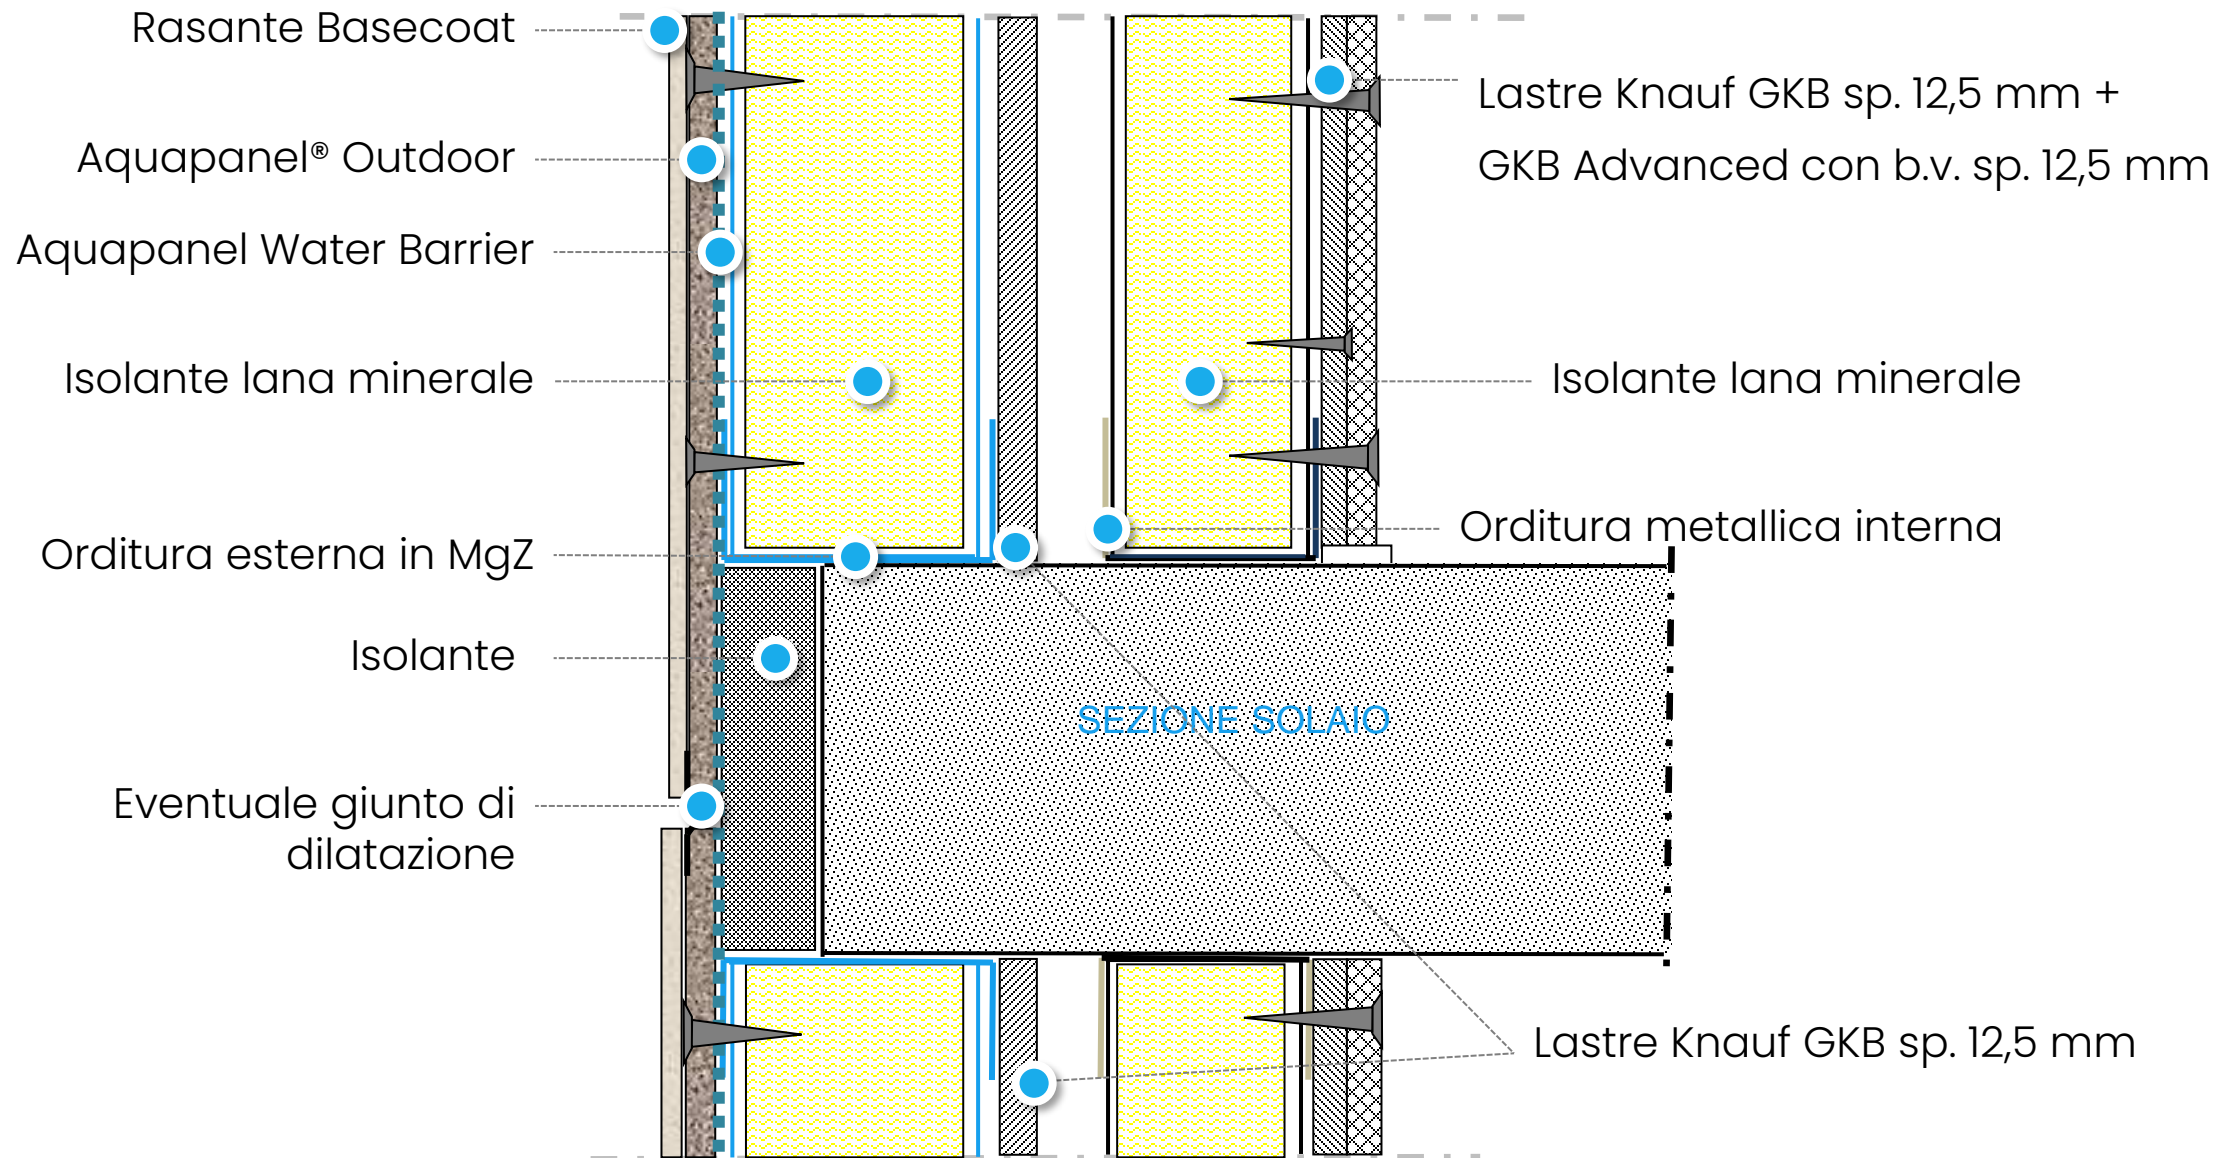 Rasante Basecoat
Aquapanel® Outdoor
Aquapanel Water Barrier
Isolante lana minerale
Orditura esterna in MgZ
Isolante
Eventuale giunto di
dilatazione
Lastre Knauf GKB sp. 12,5 mm +
GKB Advanced con b.v. sp. 12,5 mm
Isolante lana minerale
Orditura metallica interna
SEZIONE SOLAIO
Lastre Knauf GKB sp. 12,5 mm